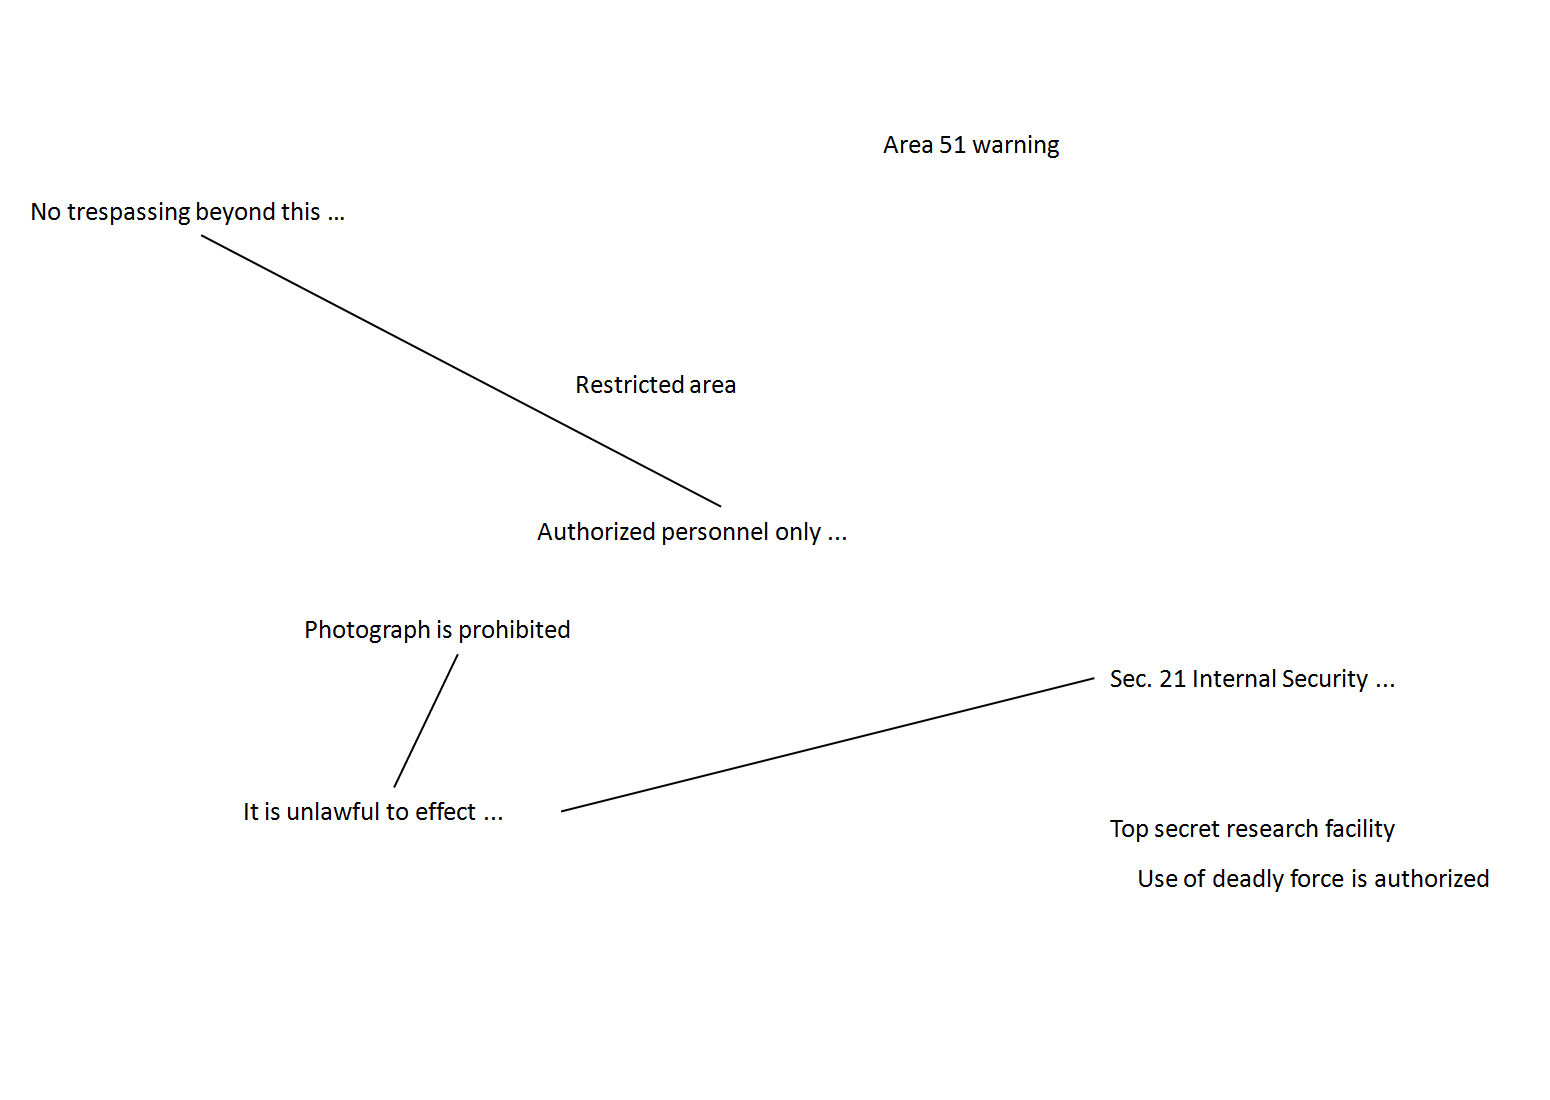 Area 51 warning
No trespassing beyond this ...
Restricted area
Authorized personnel only ...
Photograph is prohibited
Sec. 21 Internal Security ...
It is unlawful to effect ...
Top secret research facility
Use of deadly force is authorized